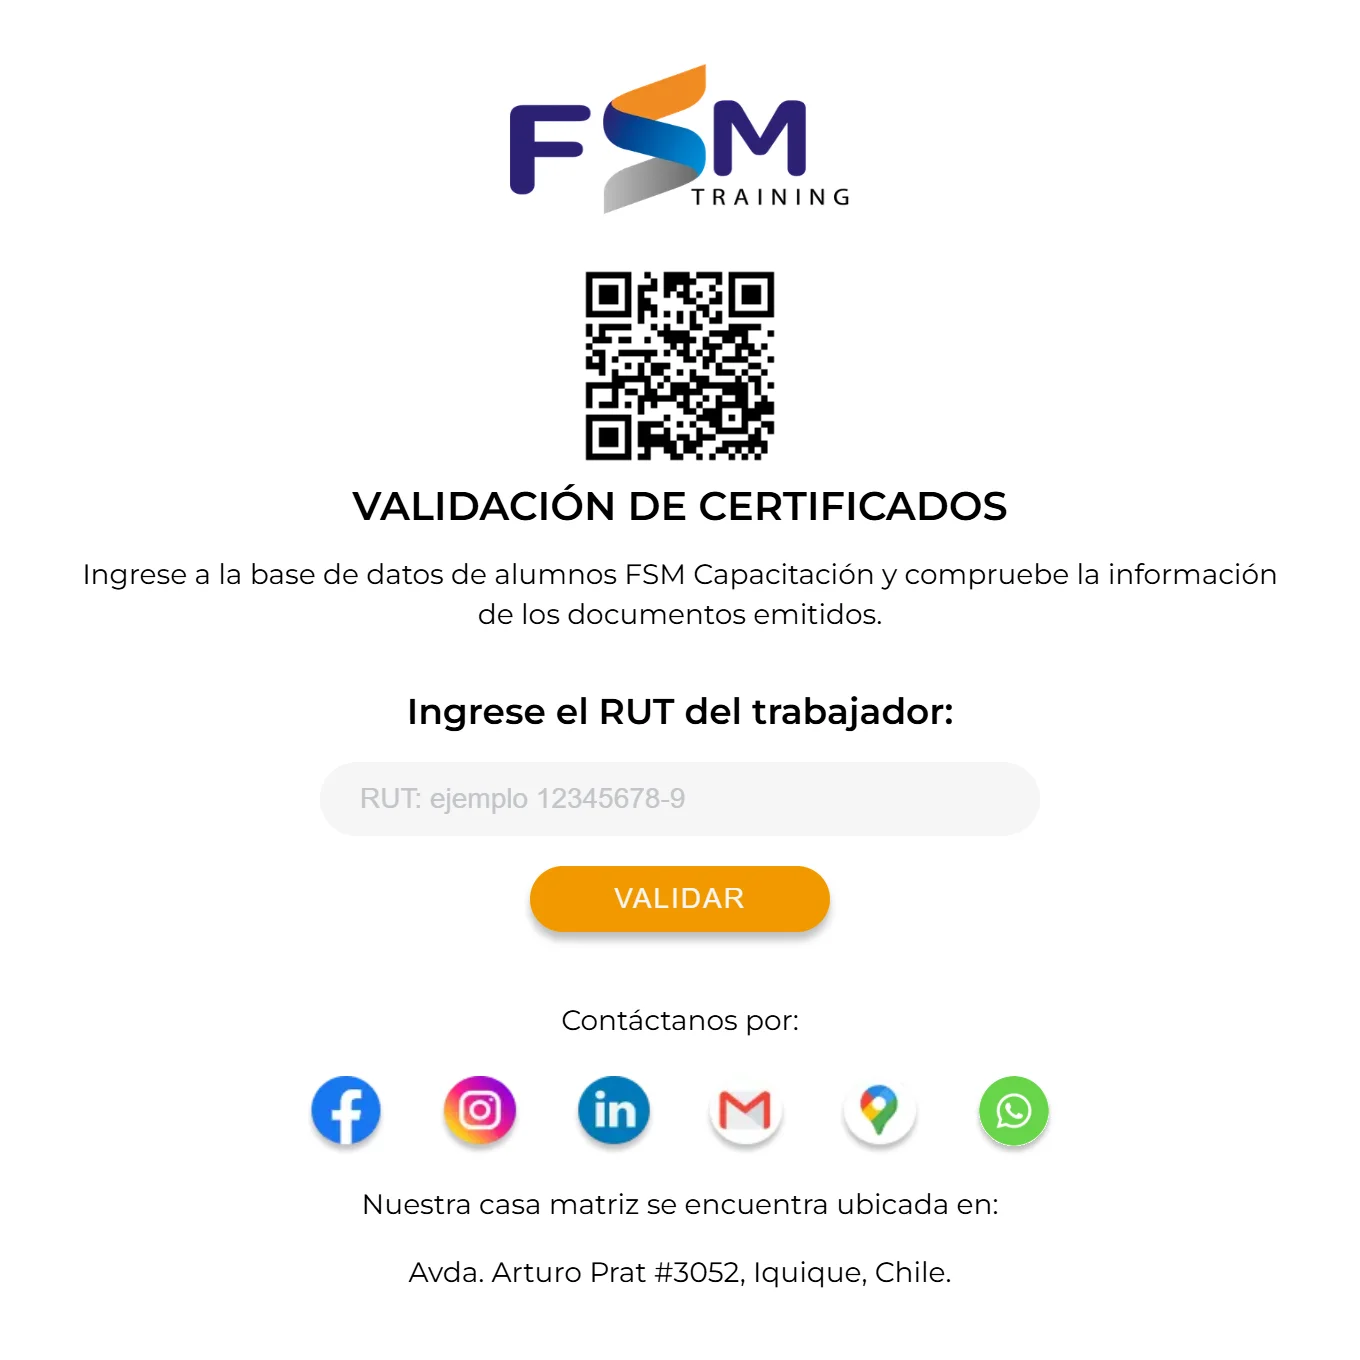 FSM
TRAINING
VALIDACIÓN DE CERTIFICADOS
Ingrese a la base de datos de alumnos FSM Capacitación y compruebe la información
de los documentos emitidos.
Ingrese el RUT del trabajador:
RUT: ejemplo 12345678-9
VALIDAR
Contáctanos por:
in
Nuestra casa matriz se encuentra ubicada en:
Avda. Arturo Prat #3052, Iquique, Chile.